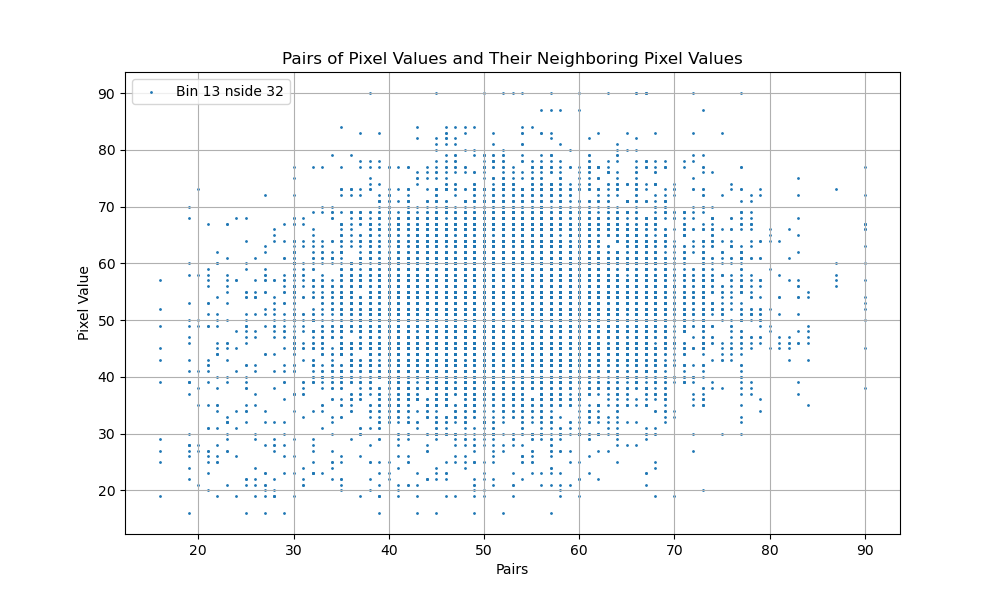 Pairs of Pixel Values and Their Neighboring Pixel Values
Bin 13 nside 32
90
80
70
60
50
40
30
20
Pixel Value
20 30 40 50 60 70 80 90
Pairs